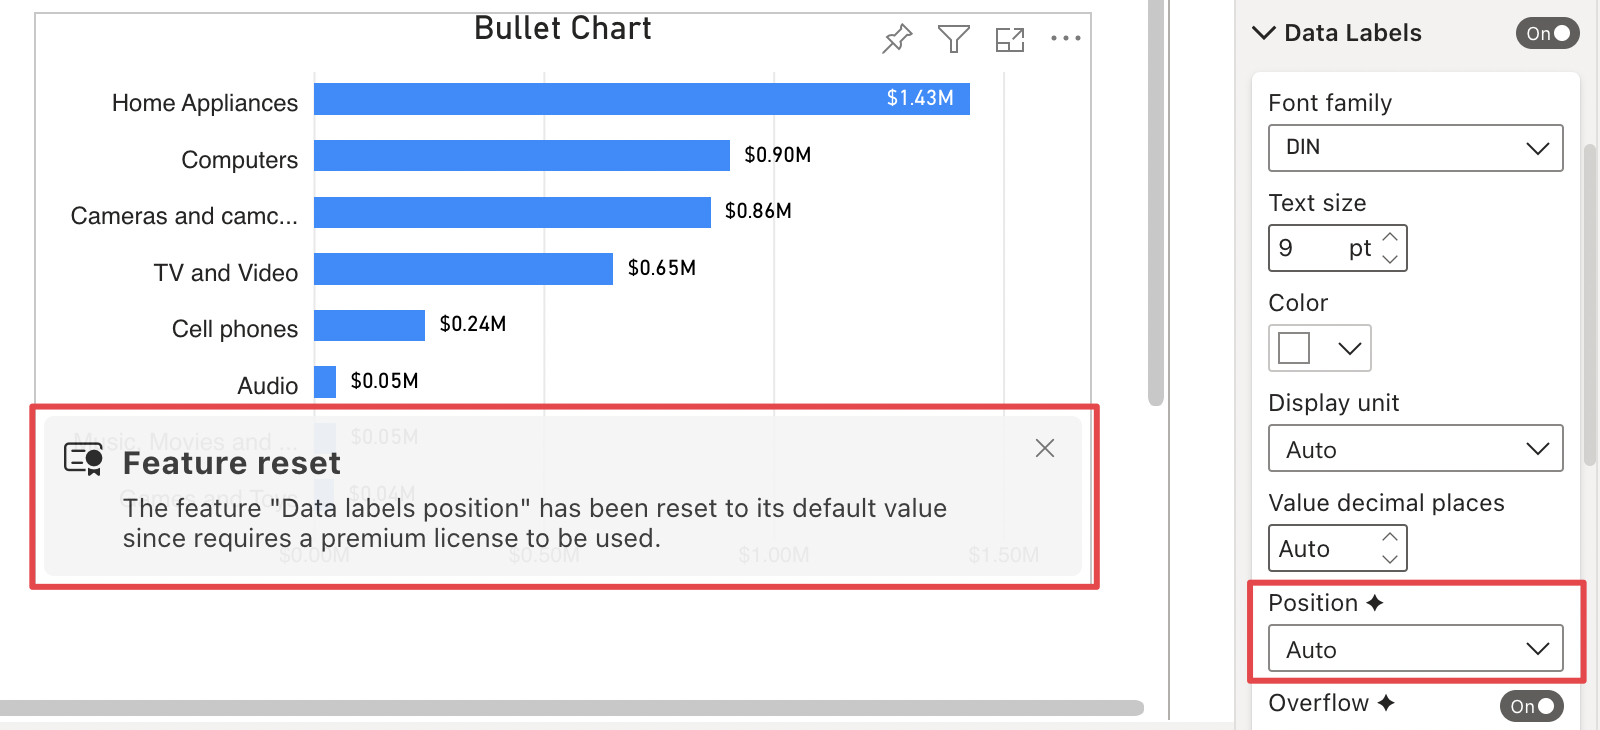 Bullet Chart
Home Appliances
$1.43M
Computers
$0.90M
Cameras and camc...
$0.86M
TV and Video
$0.65M
Cell phones
$0.24M
Audio
$0.05M
Music, Movies and ...
$0.05M
Feature reset
Games and Toys
$0.04M
The feature "Data labels position" has been reset to its default value
since requires a premium license to be used.
$0.00M
$0.50M
$1.00M
$1.50M
Data Labels
On
Font family
DIN
Text size
9 pt
Color
Display unit
Auto
Value decimal places
Auto
Position
Auto
Overflow
On